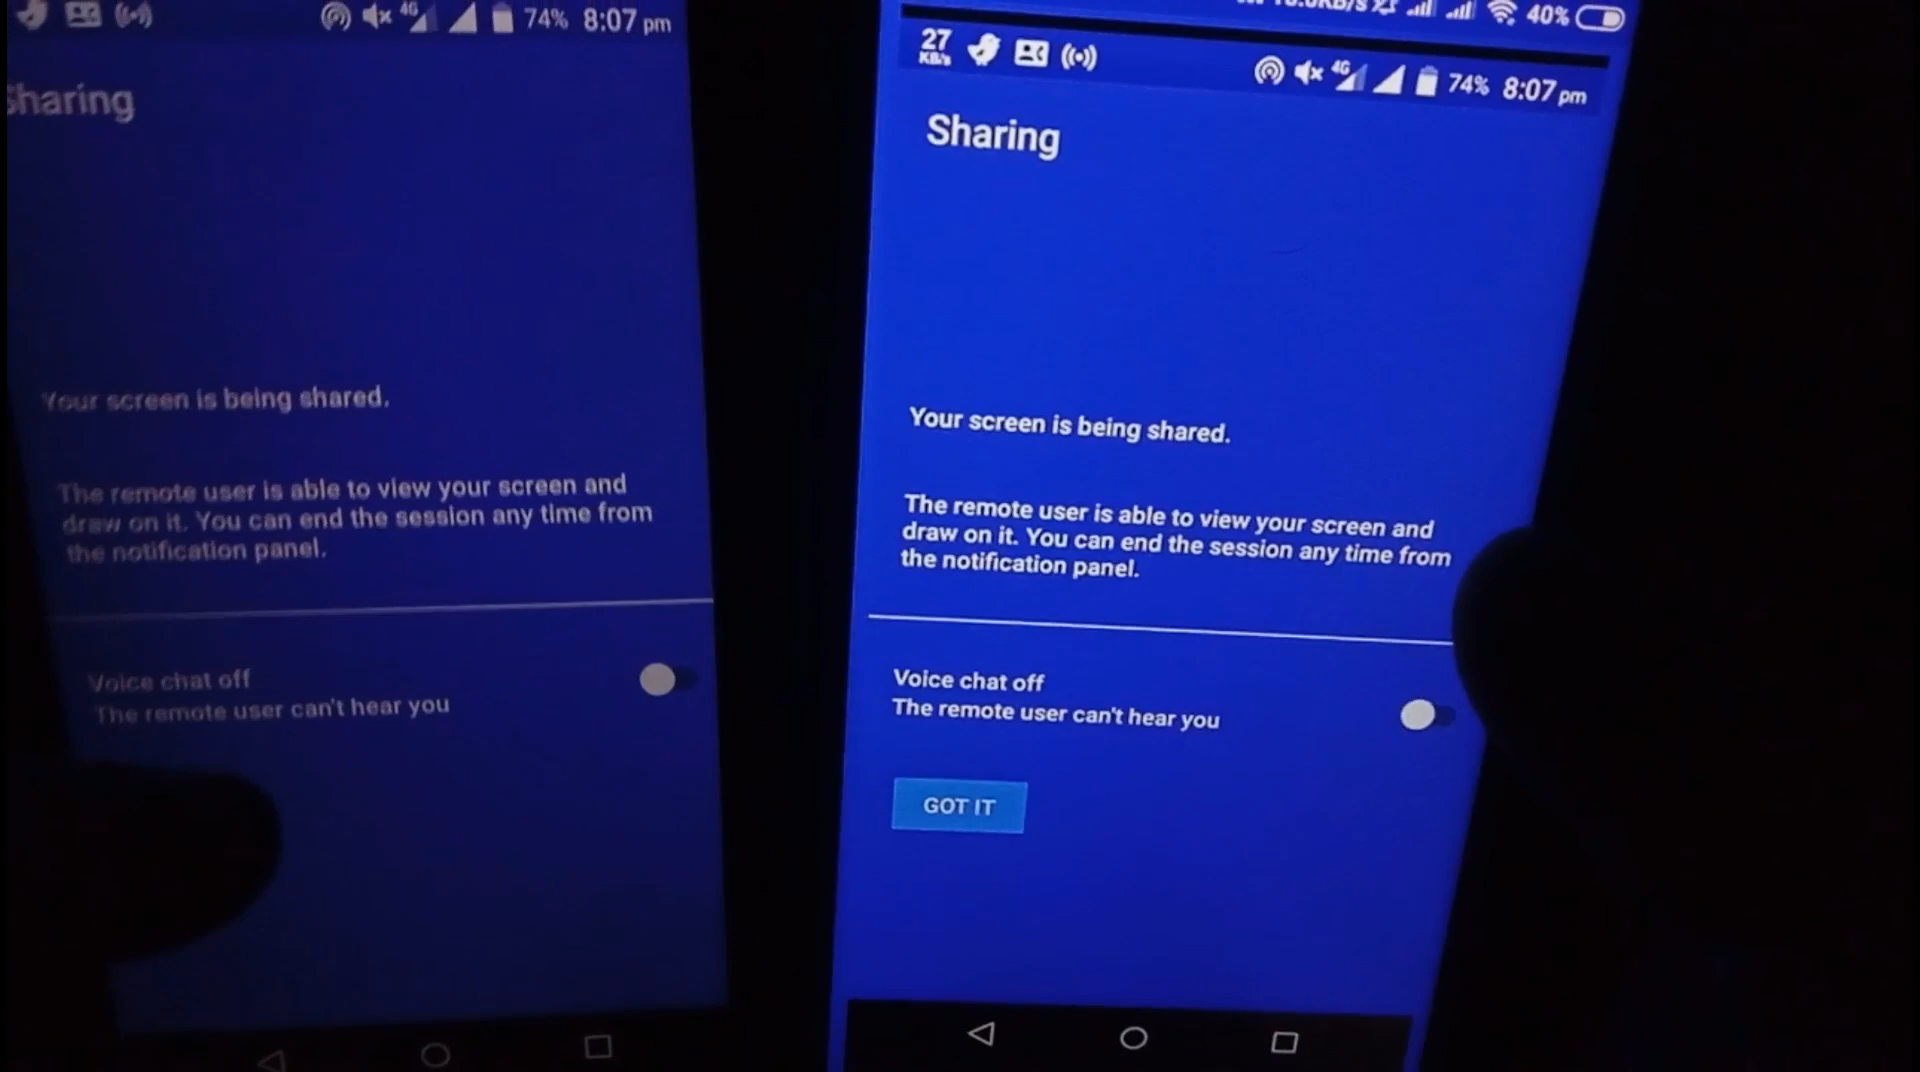 4G 74% 8:07 pm
Sharing
Your screen is being shared.
The remote user is able to view your screen and
draw on it. You can end the session any time from
the notification panel.
Voice chat off
The remote user can't hear you
40%
27
KB/s
4G 74% 8:07 pm
Sharing
Your screen is being shared.
The remote user is able to view your screen and
draw on it. You can end the session any time from
the notification panel.
Voice chat off
The remote user can't hear you
GOT IT